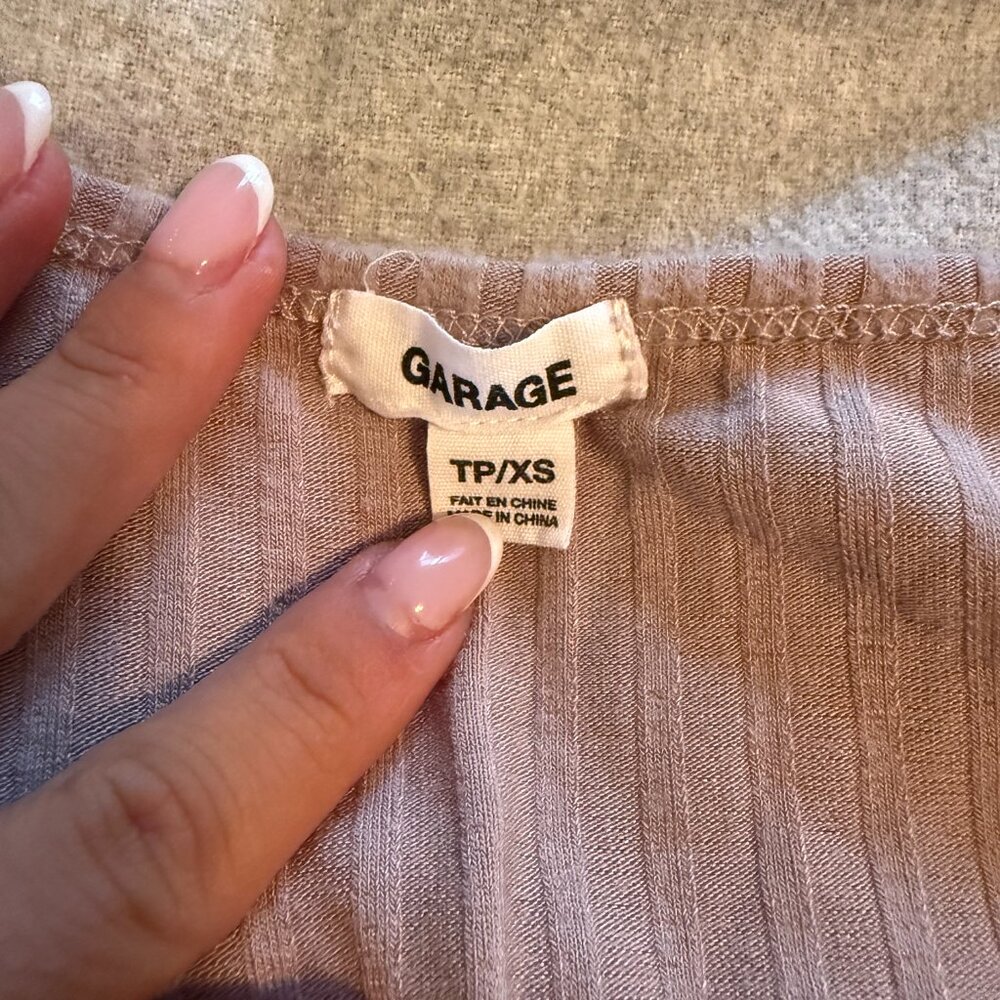 GARAGE
TP/XS
FAIT EN CHINE
MADE IN CHINA